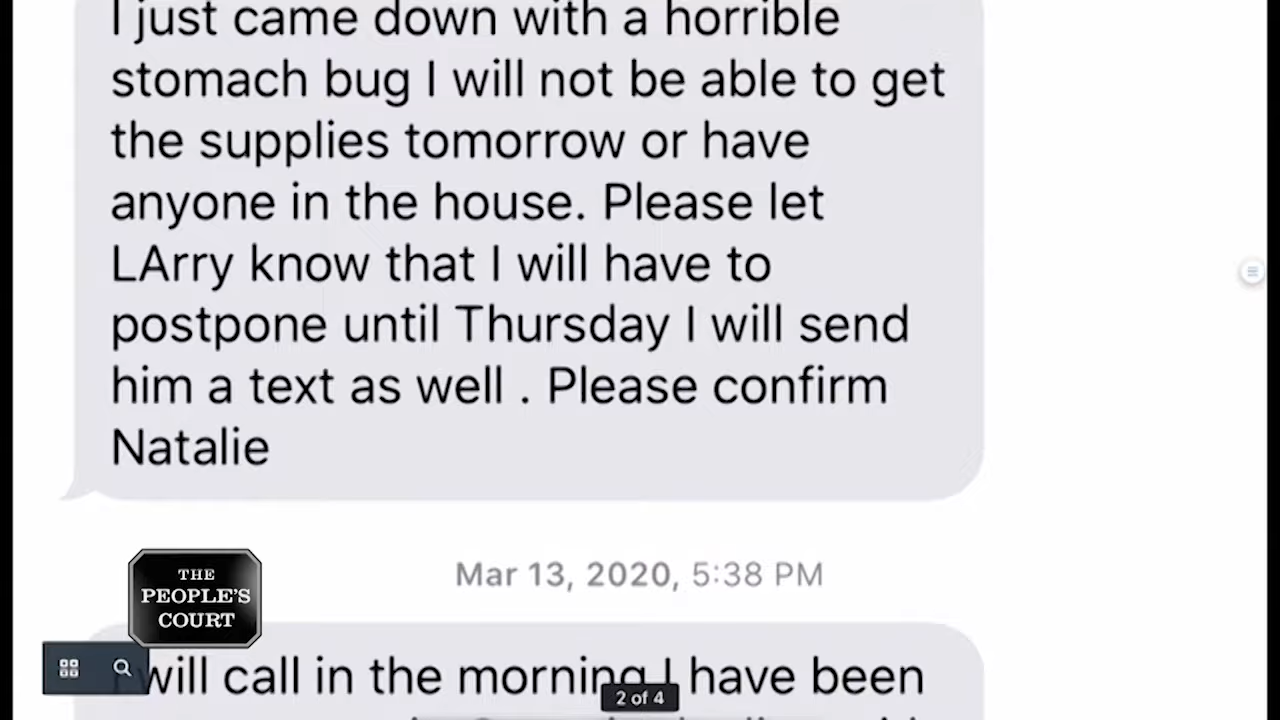 I just came down with a horrible
stomach bug I will not be able to get
the supplies tomorrow or have
anyone in the house. Please let
LArry know that I will have to
postpone until Thursday I will send
him a text as well . Please confirm
Natalie
Mar 13, 2020, 5:38 PM
THE
PEOPLE'S
COURT
I will call in the morning I have been
2 of 4